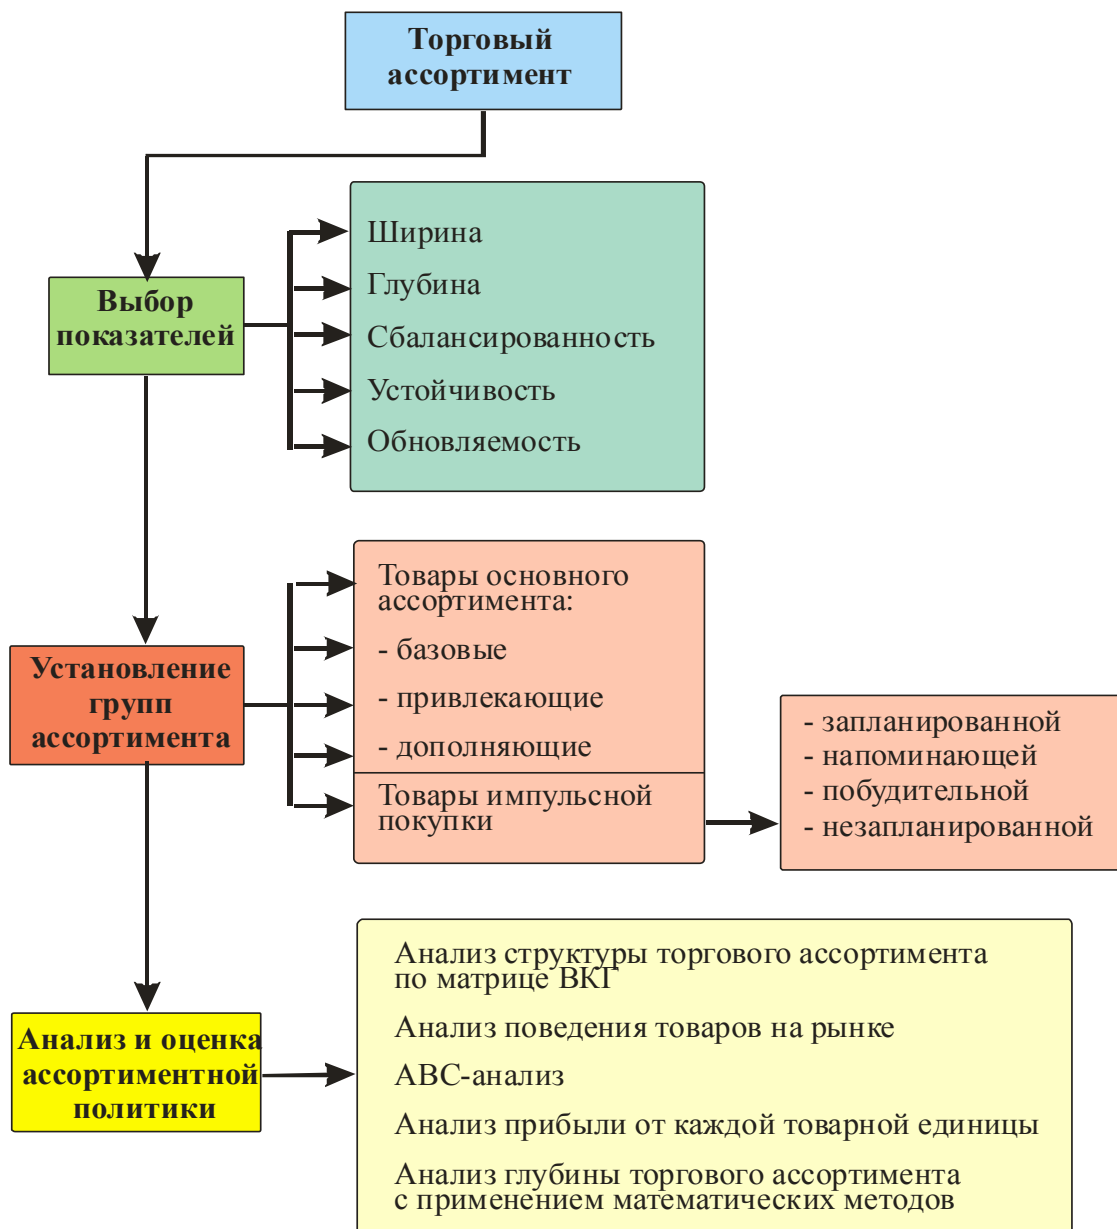 Торговый
ассортимент
Выбор
показателей
Ширина
Глубина
Сбалансированность
Устойчивость
Обновляемость
Установление
групп
ассортимента
Товары основного
ассортимента:
- базовые
- привлекающие
- дополняющие
Товары импульсной
покупки
- запланированной
- напоминающей
- побудительной
- незапланированной
Анализ и оценка
ассортиментной
политики
Анализ структуры торгового ассортимента
по матрице ВКГ
Анализ поведения товаров на рынке
АВС-анализ
Анализ прибыли от каждой товарной единицы
Анализ глубины торгового ассортимента
с применением математических методов